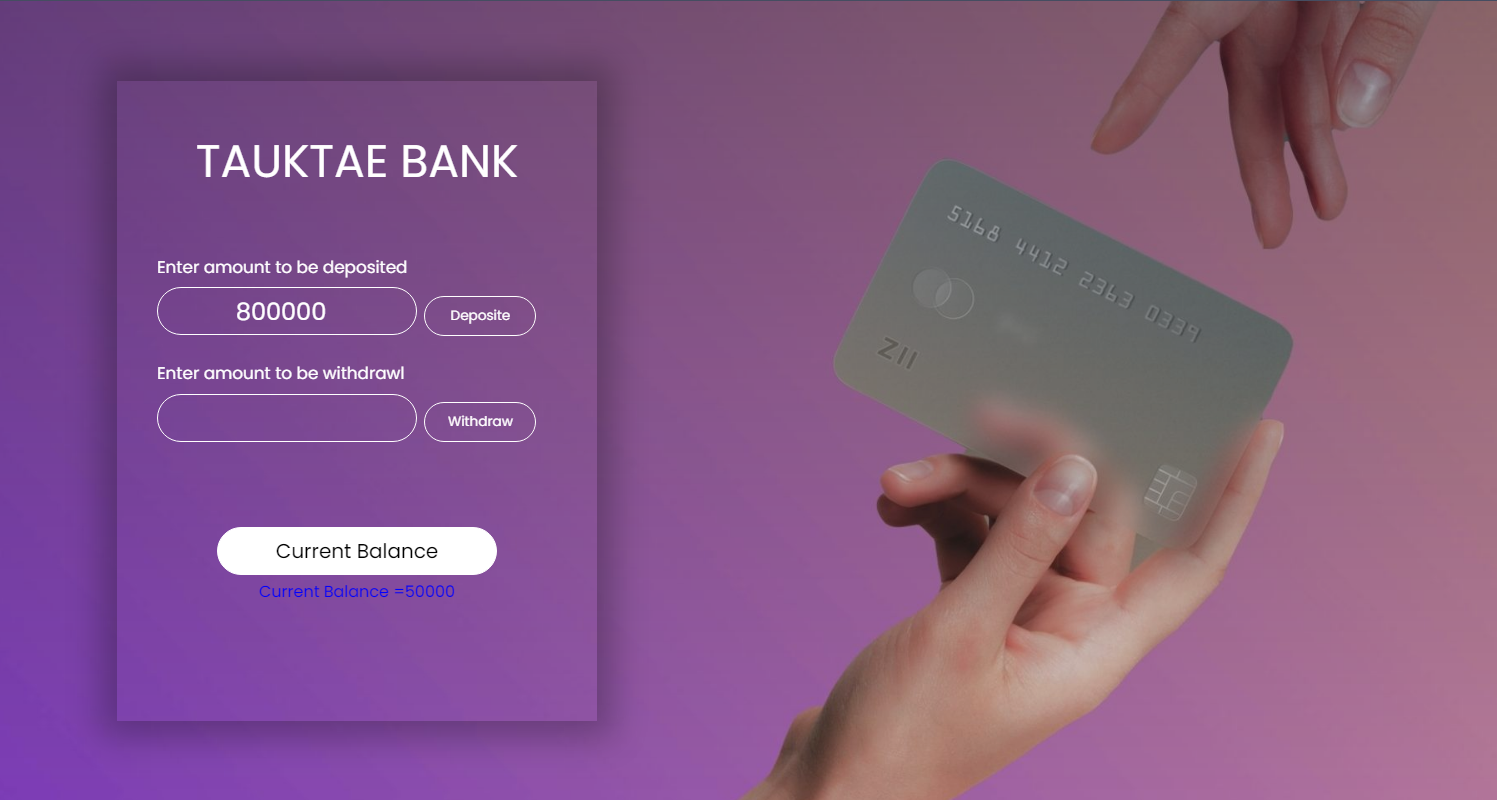 TAUKTAE BANK
Enter amount to be deposited
800000
Deposite
Enter amount to be withdrawl
Withdraw
Current Balance
Current Balance =50000
5168 4412 2363 0339
ZII